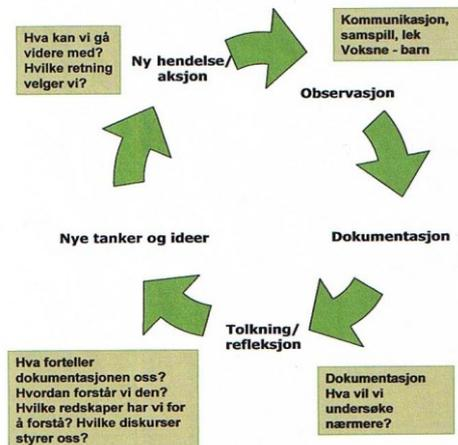 Hva kan vi gå
videre med?
Hvilke retning
velger vi?
Ny hendelse/
aksjon
Kommunikasjon,
samspill, lek
Voksne - barn
Observasjon
Nye tanker og ideer
Dokumentasjon
Tolkning/
refleksjon
Hva forteller
dokumentasjonen oss?
Hvordan forstår vi den?
Hvilke redskaper har vi for
å forstå? Hvilke diskurser
styrer oss?
Dokumentasjon
Hva vil vi
undersøke
nærmere?